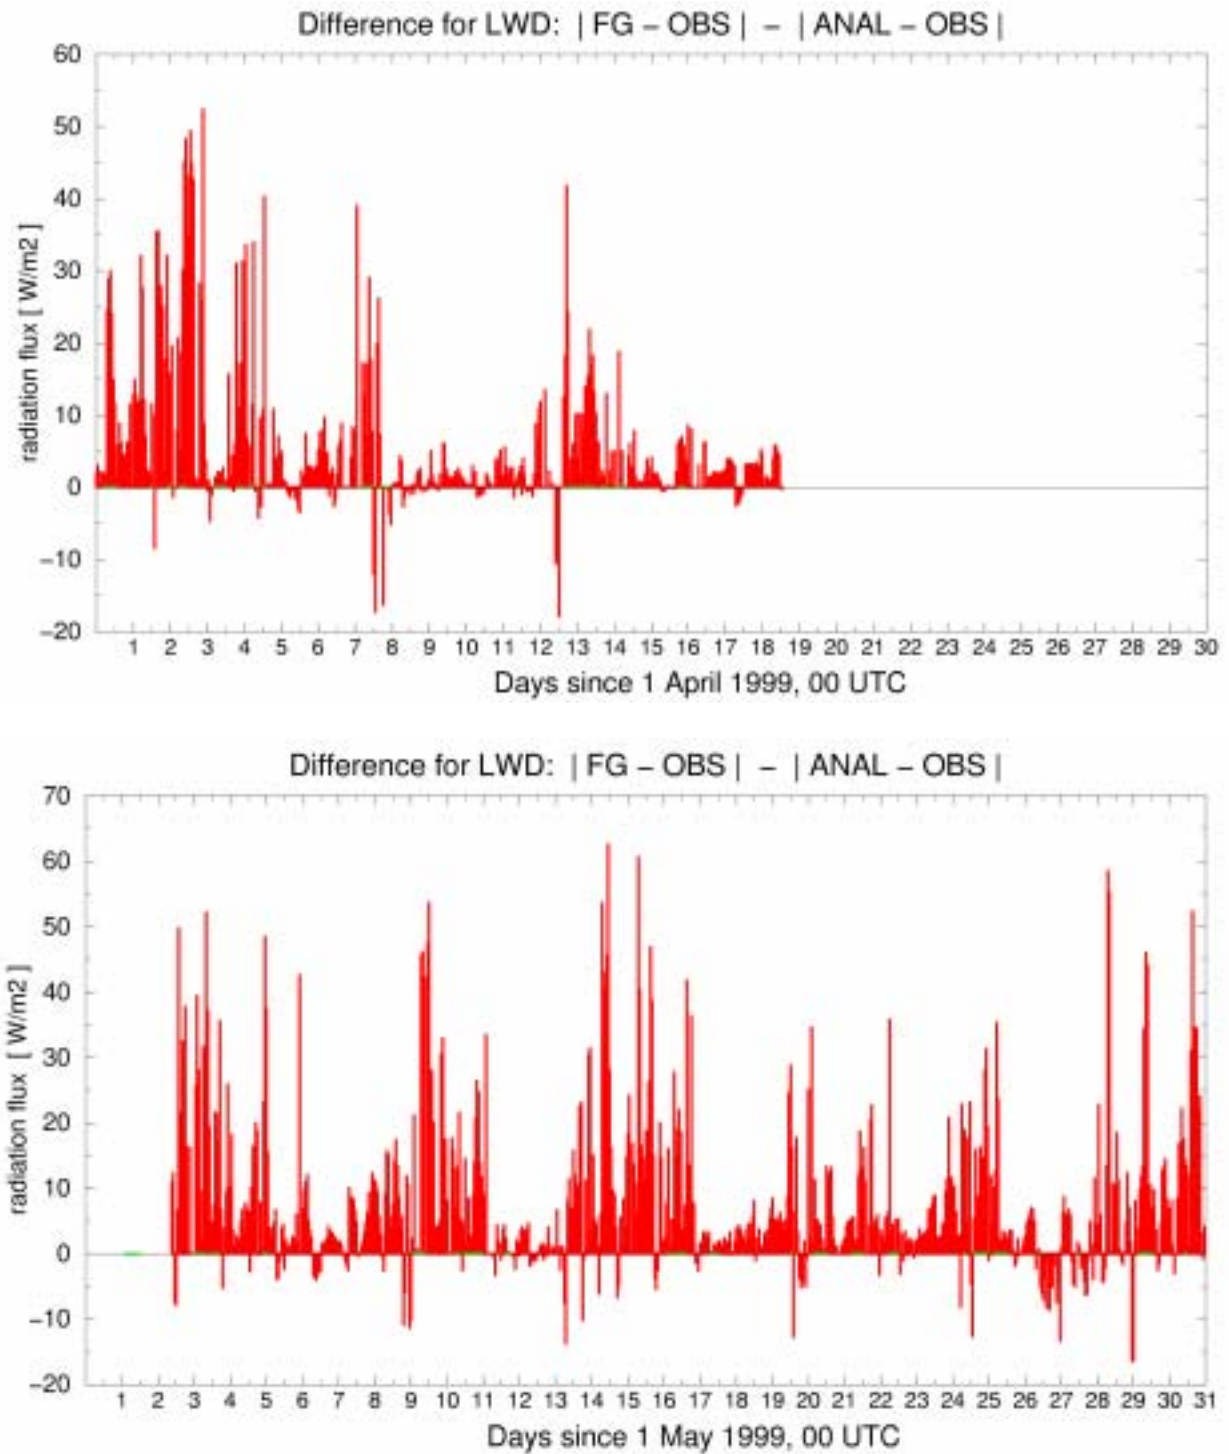 Difference for LWD: | FG – OBS | – | ANAL – OBS |
60
50
40
30
20
10
0
–10
–20
radiation flux [ W/m2 ]
1 2 3 4 5 6 7 8 9 10 11 12 13 14 15 16 17 18 19 20 21 22 23 24 25 26 27 28 29 30
Days since 1 April 1999, 00 UTC
Difference for LWD: | FG – OBS | – | ANAL – OBS |
70
60
50
40
30
20
10
0
–10
–20
radiation flux [ W/m2 ]
1 2 3 4 5 6 7 8 9 10 11 12 13 14 15 16 17 18 19 20 21 22 23 24 25 26 27 28 29 30 31
Days since 1 May 1999, 00 UTC